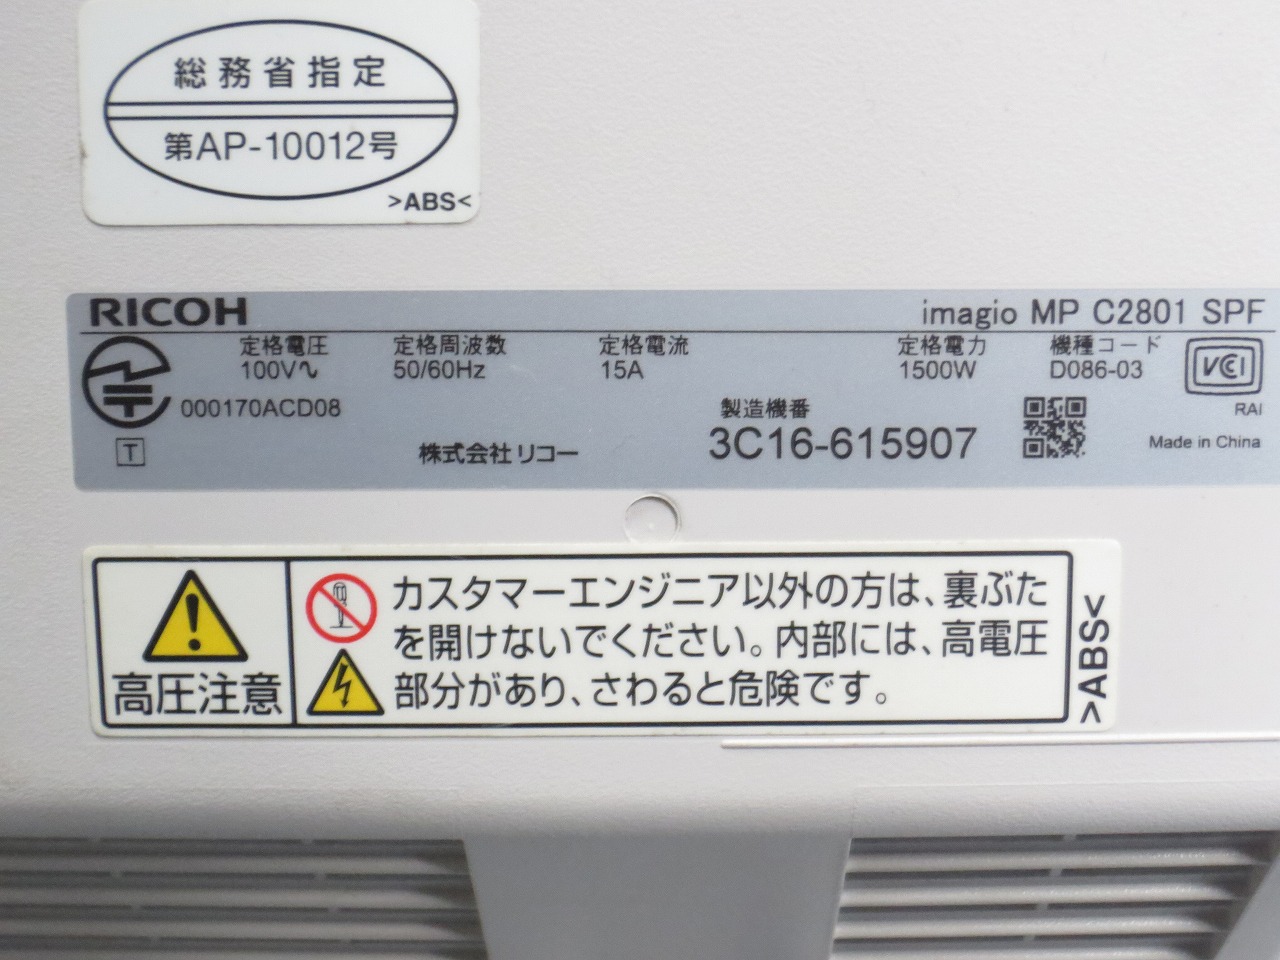 総務省指定
第AP-10012号
>ABS<
RICOH
imagio MP C2801 SPF
定格電圧 定格周波数 定格電流 定格電力 機種コード
100V∿ 50/60Hz 15A 1500W D086-03
VCCI
000170ACD08
製造機番
RAI
T
株式会社リコー
3C16-615907
Made in China
カスタマーエンジニア以外の方は、裏ぶた
を開けないでください。内部には、高電圧
部分があり、さわると危険です。
高圧注意
>ABS<